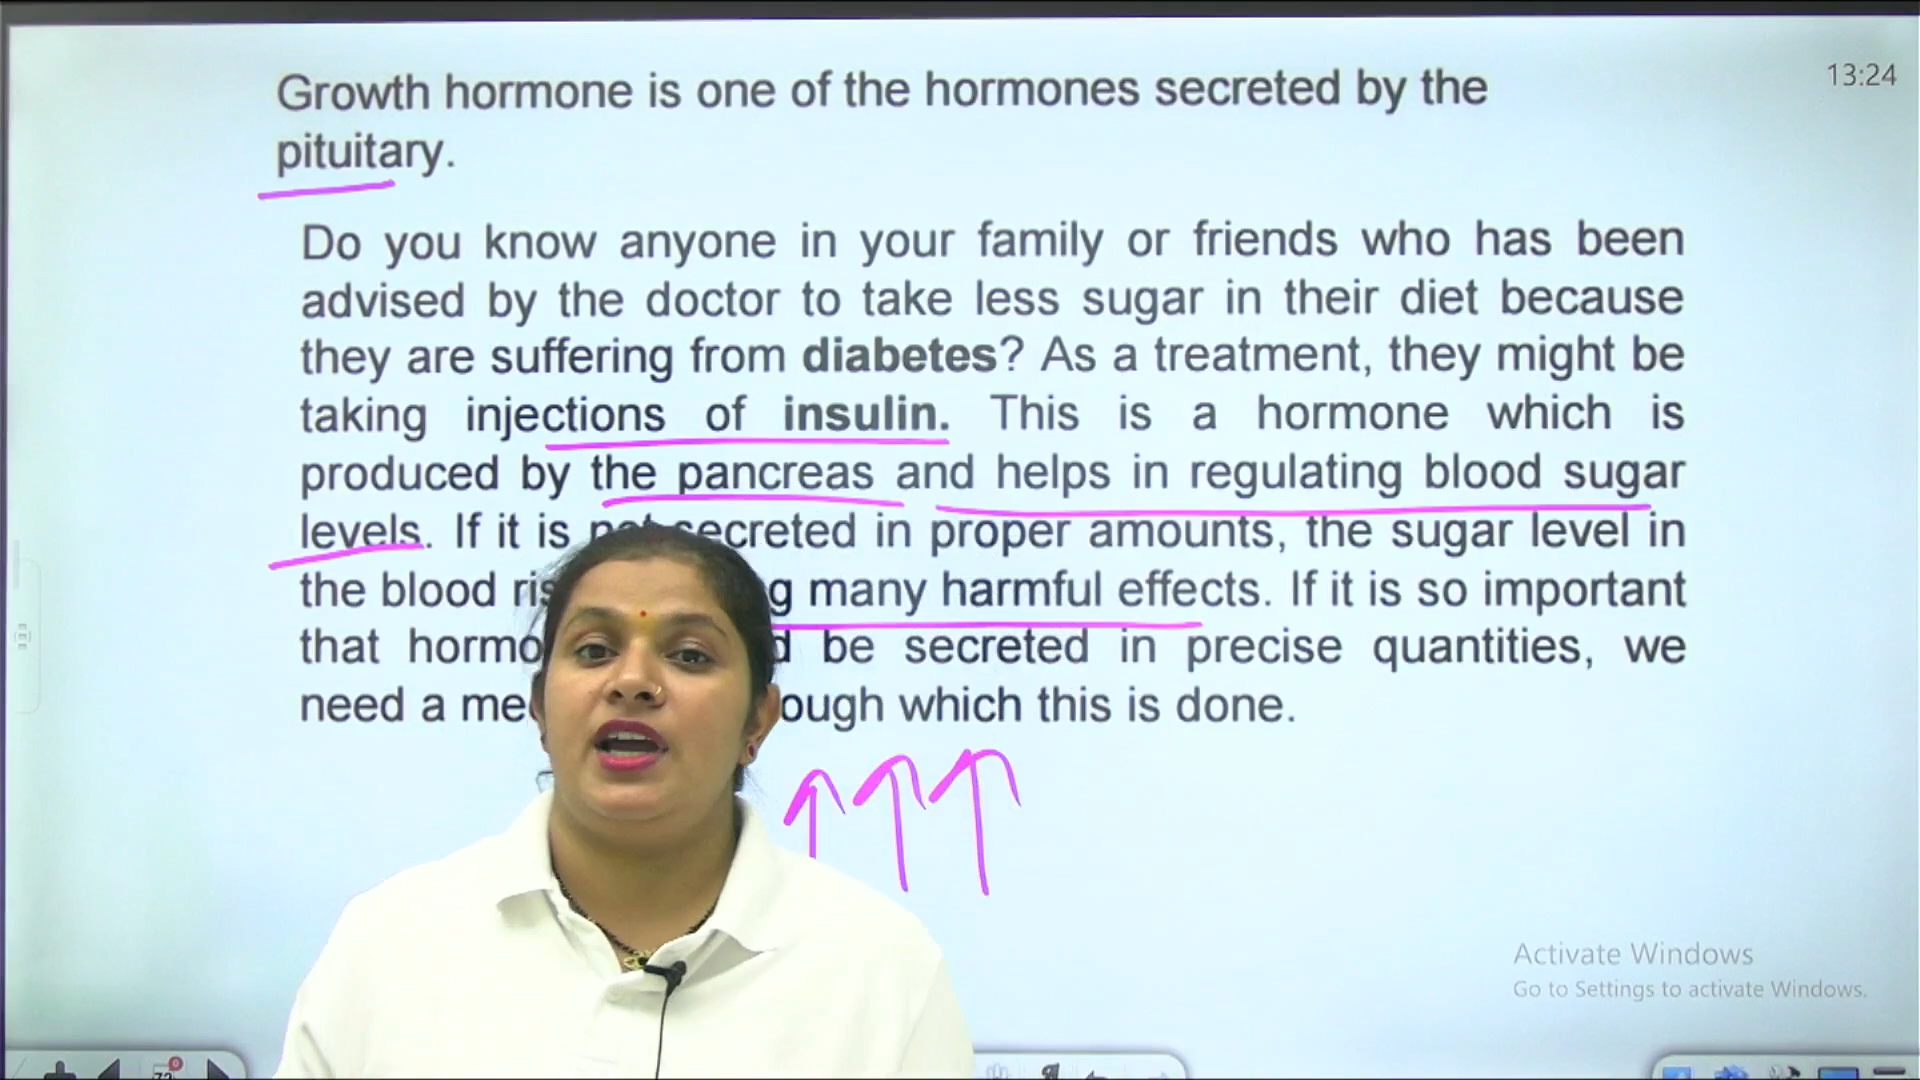 Growth hormone is one of the hormones secreted by the
13:24
pituitary.
Do you know anyone in your family or friends who has been
advised by the doctor to take less sugar in their diet because
they are suffering from diabetes? As a treatment, they might be
taking injections of insulin. This is a hormone which is
produced by the pancreas and helps in regulating blood sugar
levels. If it is secreted in proper amounts, the sugar level in
the blood many harmful effects. If it is so important
that be secreted in precise quantities, we
need a which this is done.
Activate Windows
Go to Settings to activate Windows.